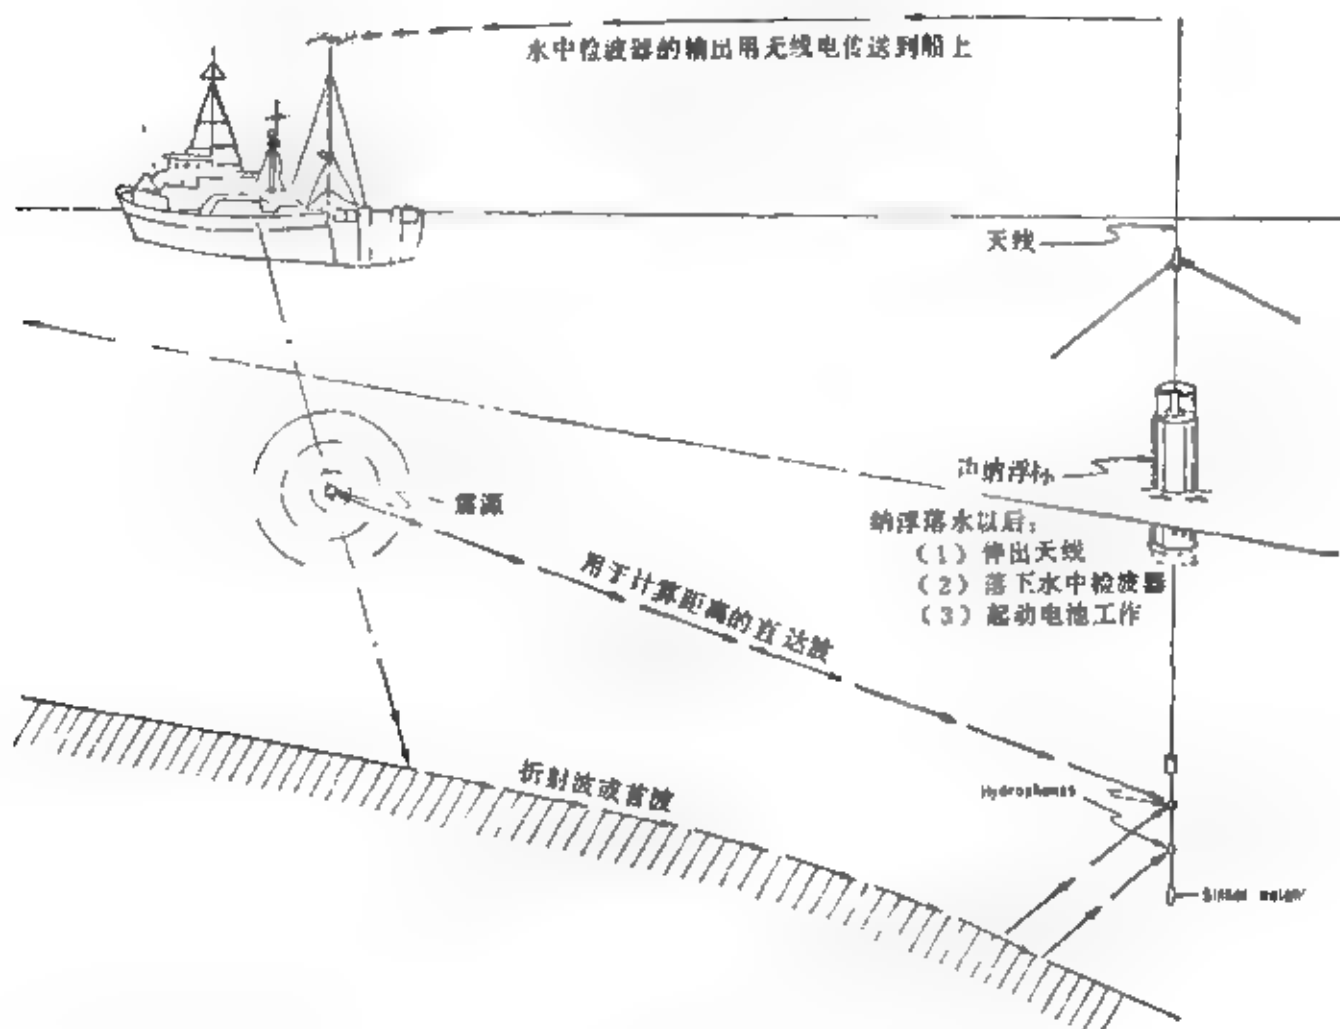 水中检波器的输出用无线电传送到船上
天线
声纳浮标
震源
纳浮落水以后:
(1) 伸出天线
(2) 落下水中检波器
(3) 起动电池工作
用于计算距离的直达波
折射波或首波
Hydrophones